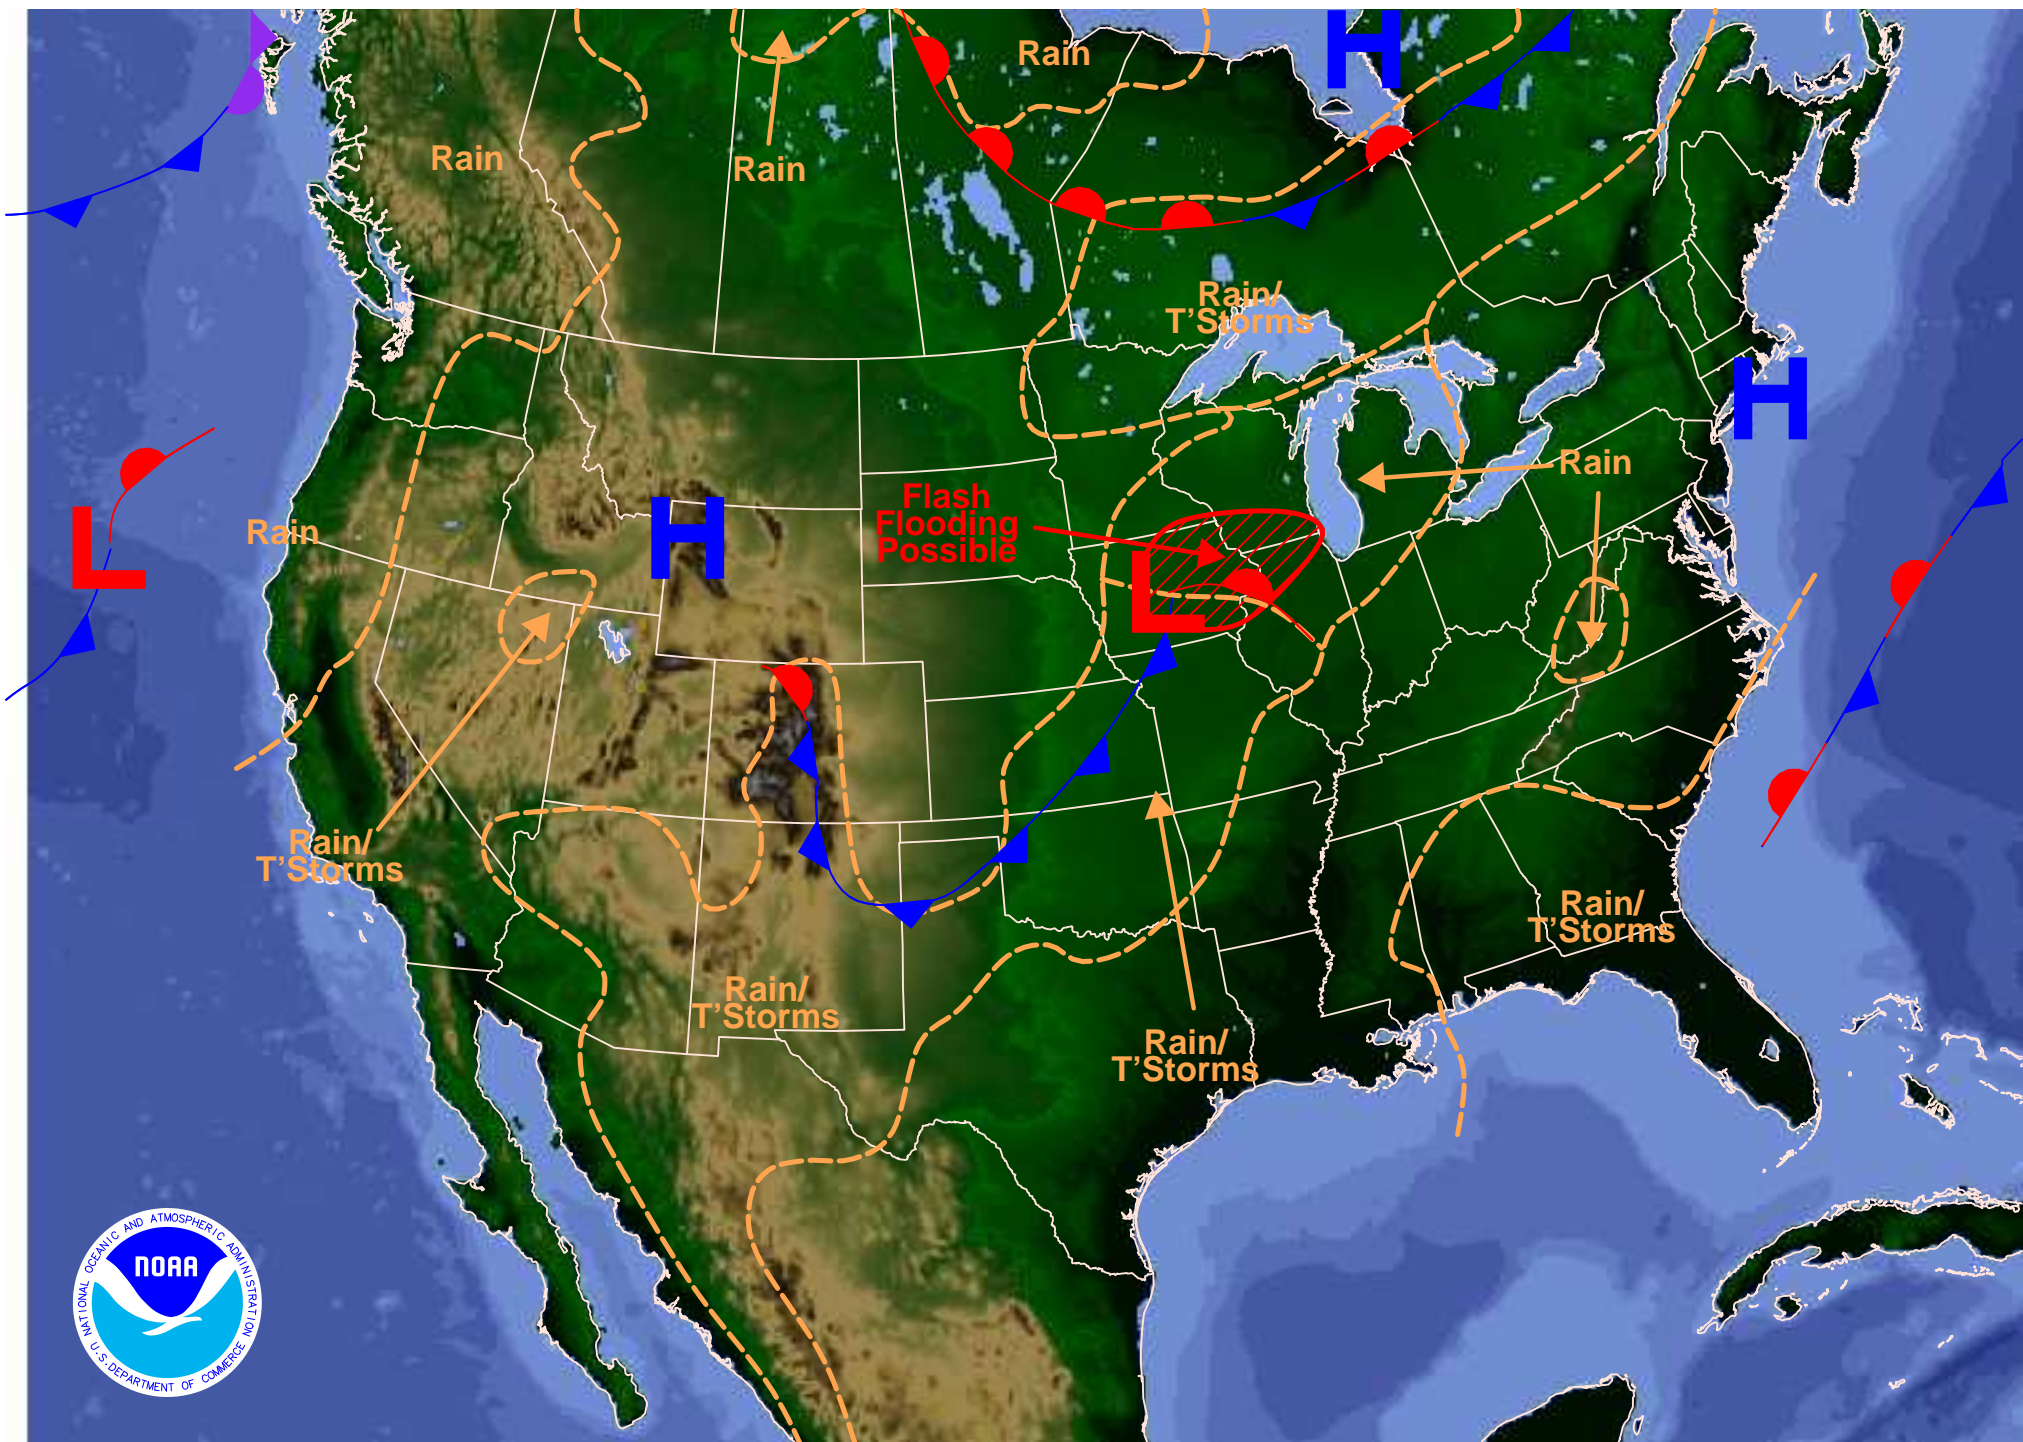 H
Rain
Rain
Rain
Rain/
T'Storms
H
Rain
Flash
Flooding
Possible
L
Rain
H
L
Rain/
T'Storms
Rain/
T'Storms
Rain/
T'Storms
Rain/
T'Storms
NATIONAL OCEANIC AND ATMOSPHERIC ADMINISTRATION
NOAA
U.S. DEPARTMENT OF COMMERCE